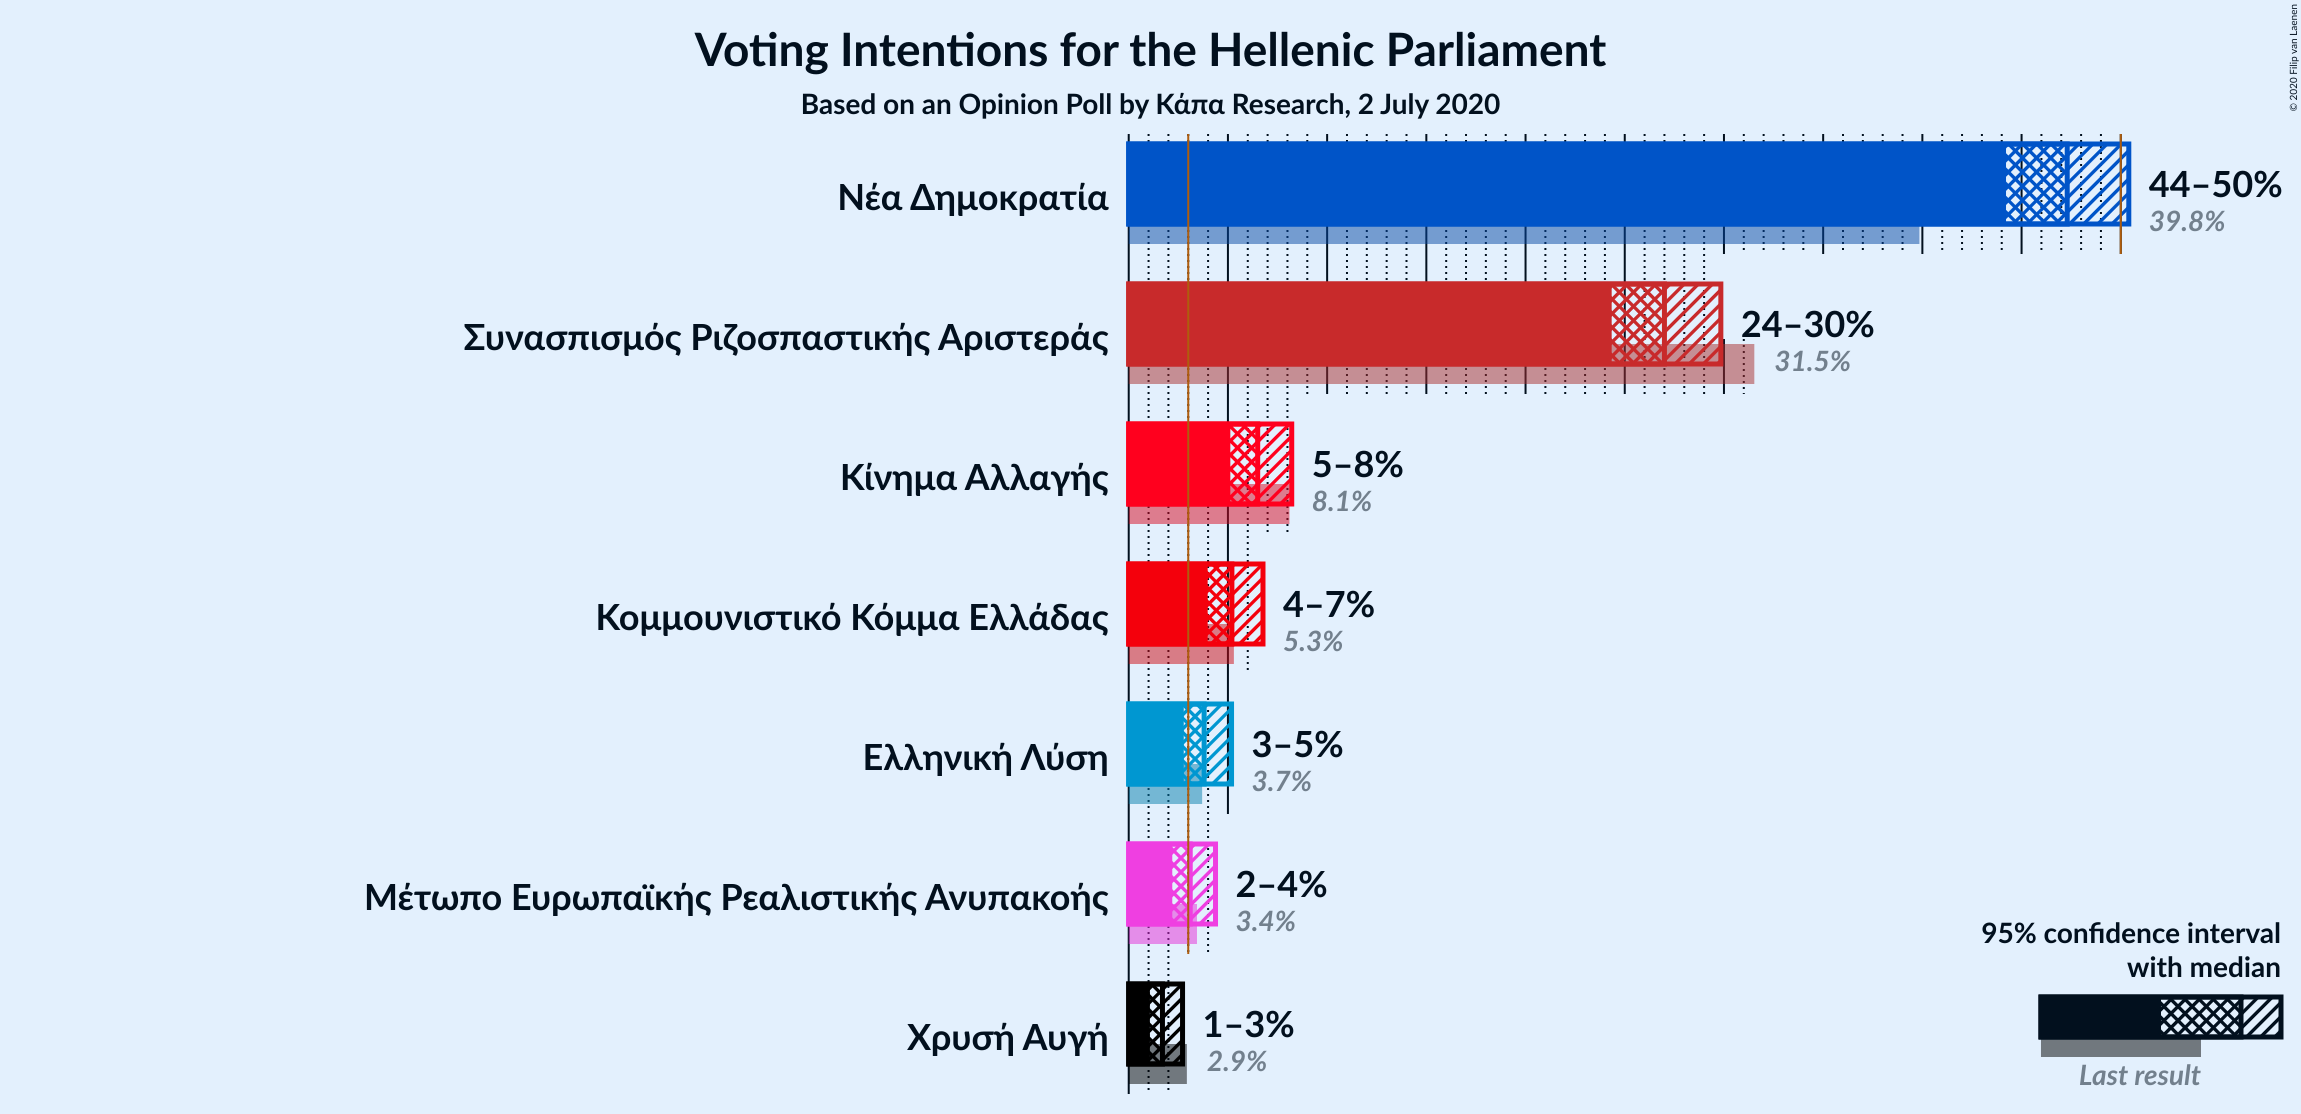 Voting Intentions for the Hellenic Parliament
Based on an Opinion Poll by Κάπα Research, 2 July 2020
© 2020 Filip van Laenen
Νέα Δημοκρατία
44–50%
39.8%
Συνασπισμός Ριζοσπαστικής Αριστεράς
24–30%
31.5%
Κίνημα Αλλαγής
5–8%
8.1%
Κομμουνιστικό Κόμμα Ελλάδας
4–7%
5.3%
Ελληνική Λύση
3–5%
3.7%
Μέτωπο Ευρωπαϊκής Ρεαλιστικής Ανυπακοής
2–4%
3.4%
Χρυσή Αυγή
1–3%
2.9%
95% confidence interval
with median
Last result